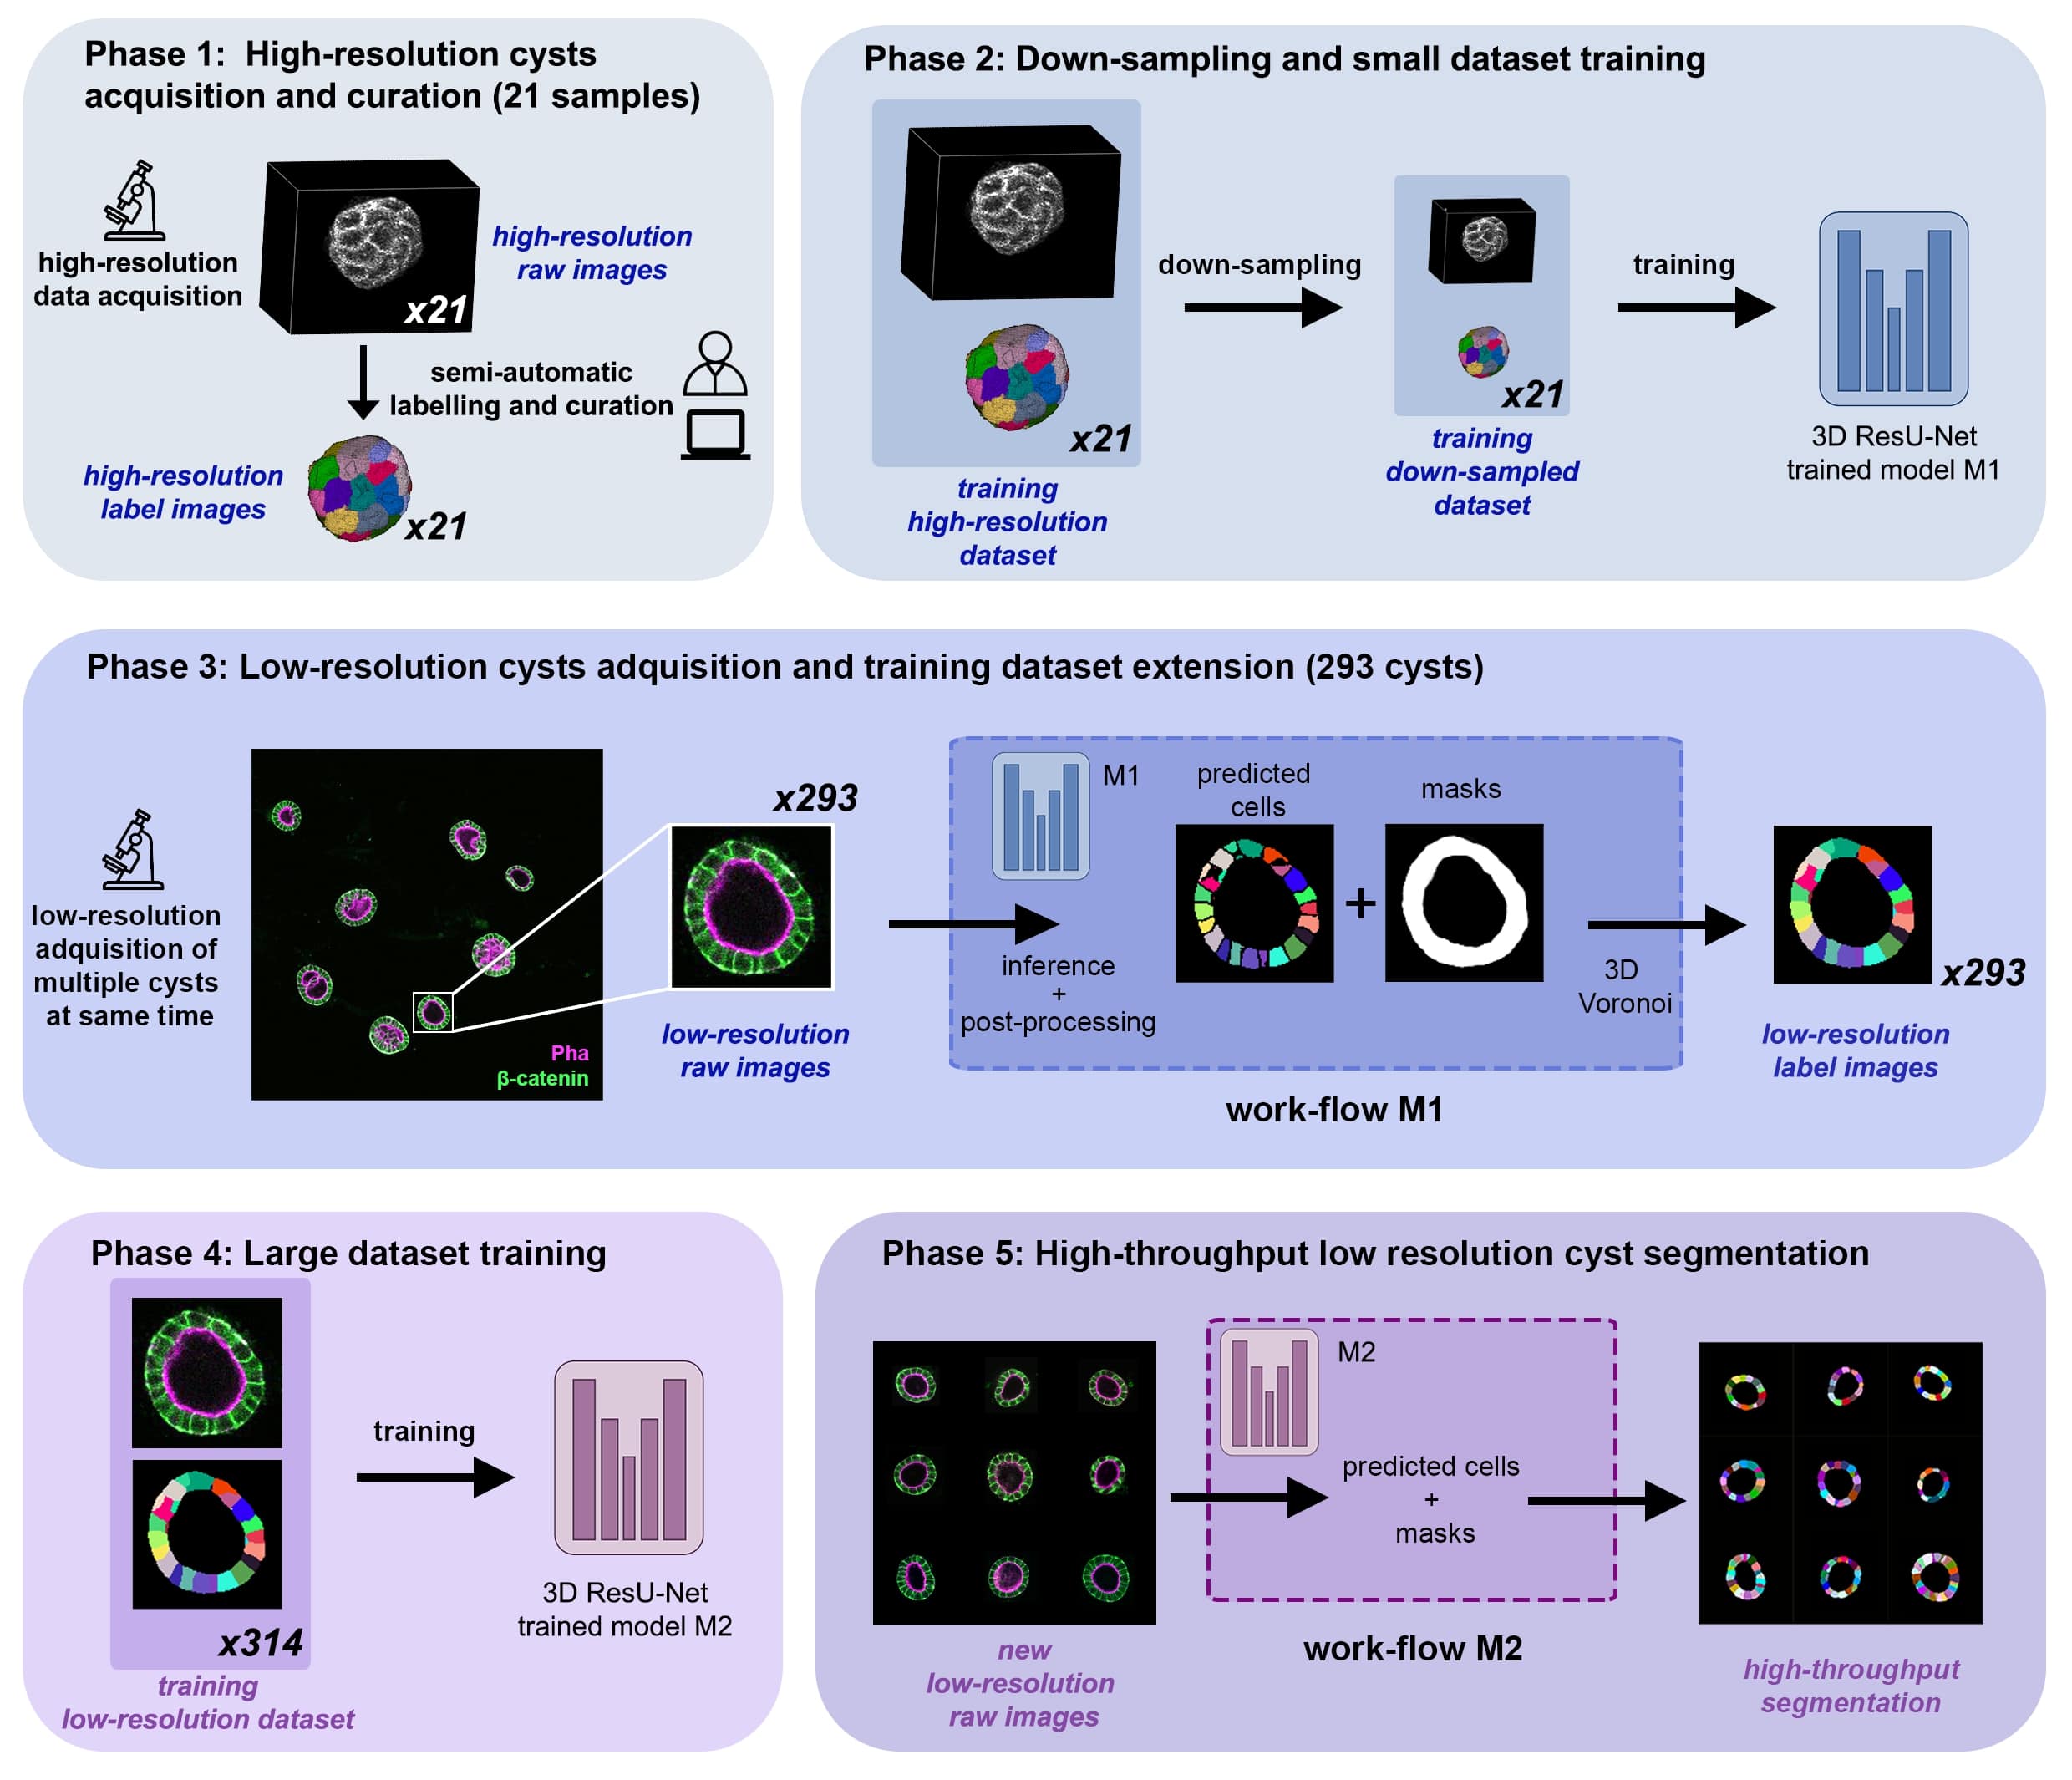 Phase 1:  High-resolution cysts
acquisition and curation (21 samples)
high-resolution
data acquisition
x21
high-resolution
raw images
semi-automatic
labelling and curation
high-resolution
label images
x21
Phase 2: Down-sampling and small dataset training
x21
training
high-resolution
dataset
down-sampling
x21
training
down-sampled
dataset
training
3D ResU-Net
trained model M1
Phase 3: Low-resolution cysts adquisition and training dataset extension (293 cysts)
low-resolution
adquisition of
multiple cysts
at same time
Pha
β-catenin
x293
low-resolution
raw images
M1
inference
+
post-processing
predicted
cells
+
masks
3D
Voronoi
work-flow M1
x293
low-resolution
label images
Phase 4: Large dataset training
x314
training
low-resolution dataset
training
3D ResU-Net
trained model M2
Phase 5: High-throughput low resolution cyst segmentation
new
low-resolution
raw images
M2
predicted cells
+
masks
work-flow M2
high-throughput
segmentation